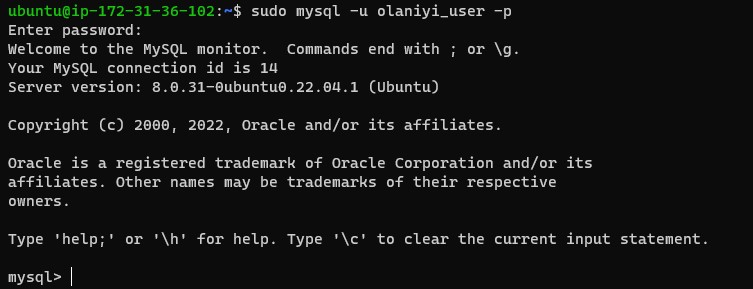 ubuntu@ip-172-31-36-102:~$ sudo mysql -u olaniyi_user -p
Enter password:
Welcome to the MySQL monitor.  Commands end with ; or \g.
Your MySQL connection id is 14
Server version: 8.0.31-0ubuntu0.22.04.1 (Ubuntu)
Copyright (c) 2000, 2022, Oracle and/or its affiliates.
Oracle is a registered trademark of Oracle Corporation and/or its
affiliates. Other names may be trademarks of their respective
owners.
Type 'help;' or '\h' for help. Type '\c' to clear the current input statement.
mysql>